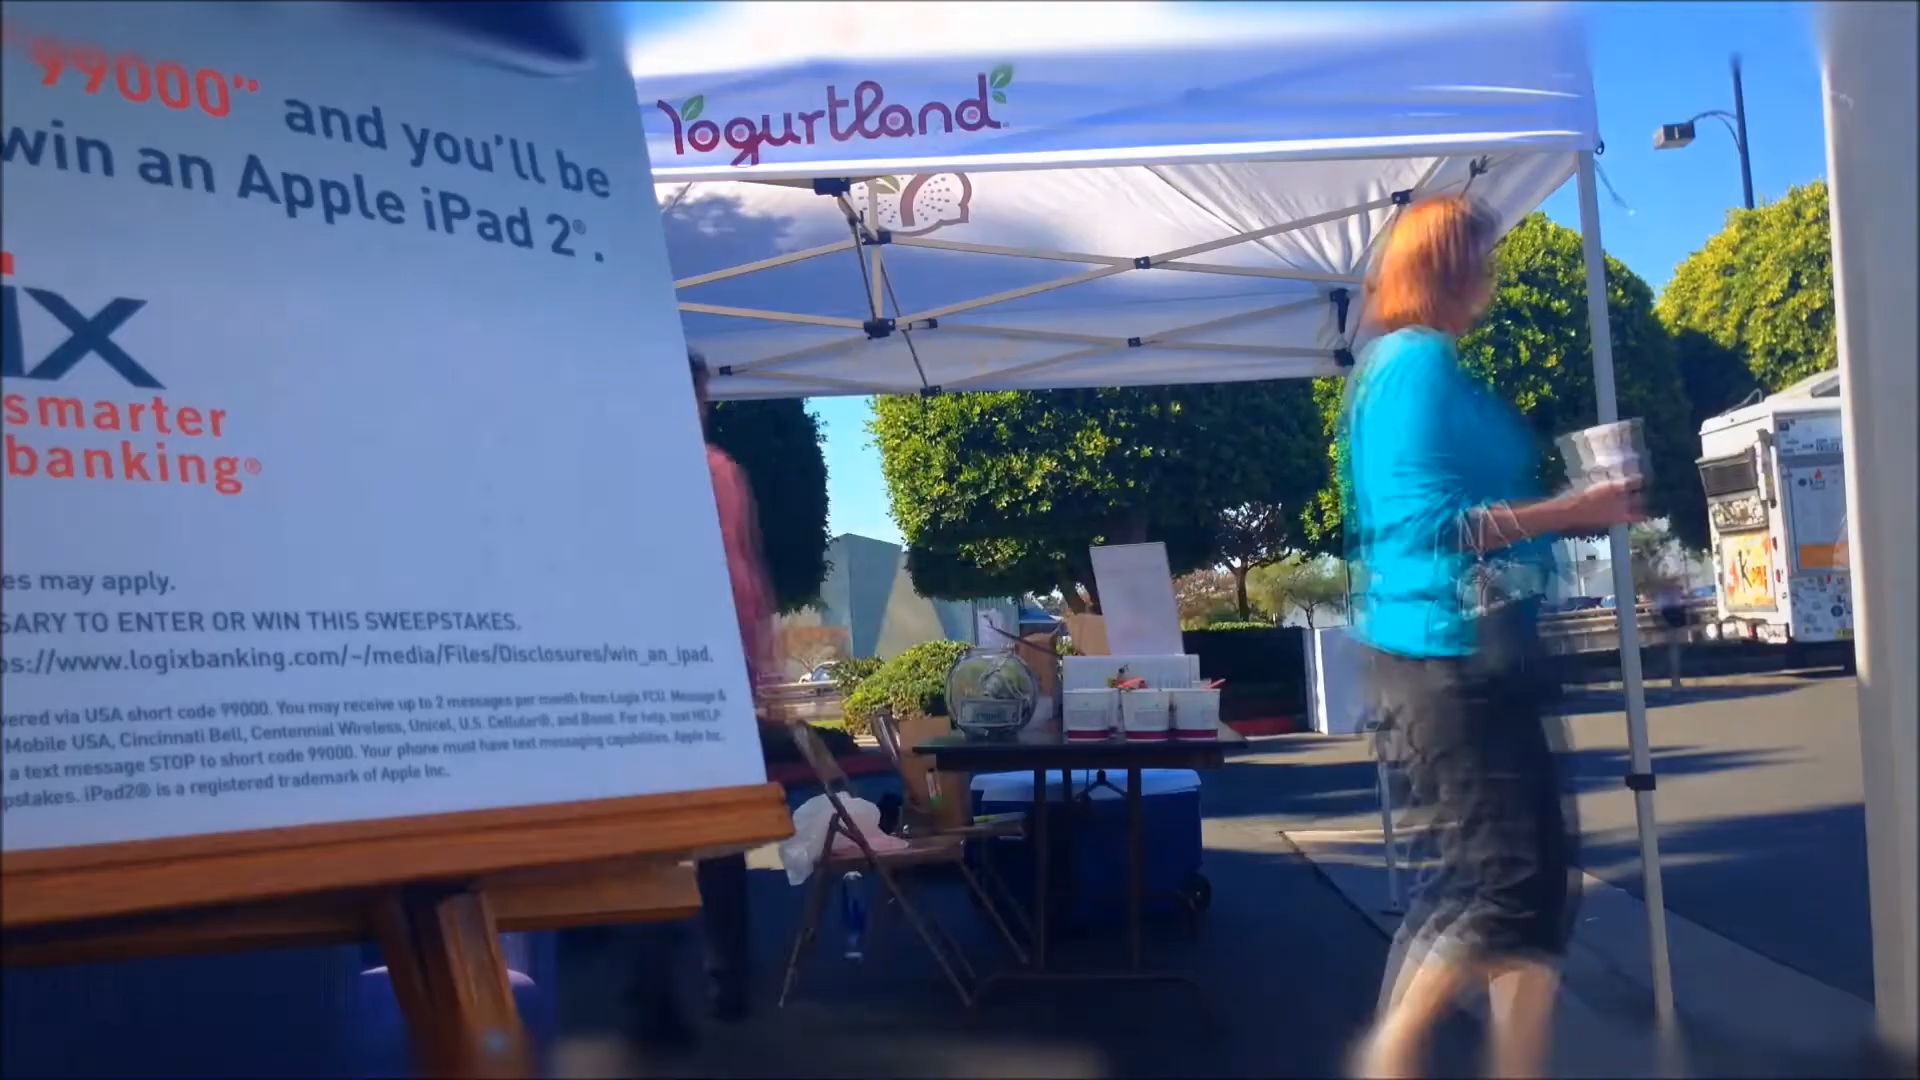 "99000" and you'll be
win an Apple iPad 2®.
ix
smarter
banking®
es may apply.
SARY TO ENTER OR WIN THIS SWEEPSTAKES.
ps://www.logixbanking.com/~/media/Files/Disclosures/win_an_ipad.
vered via USA short code 99000. You may receive up to 2 messages per month from Logix FCU. Message &
Mobile USA, Cincinnati Bell, Centennial Wireless, Unicel, U.S. Cellular®, and Boost. For help, text HELP
a text message STOP to short code 99000. Your phone must have text messaging capabilities. Apple Inc.
pstakes. iPad2® is a registered trademark of Apple Inc.
Yogurtland